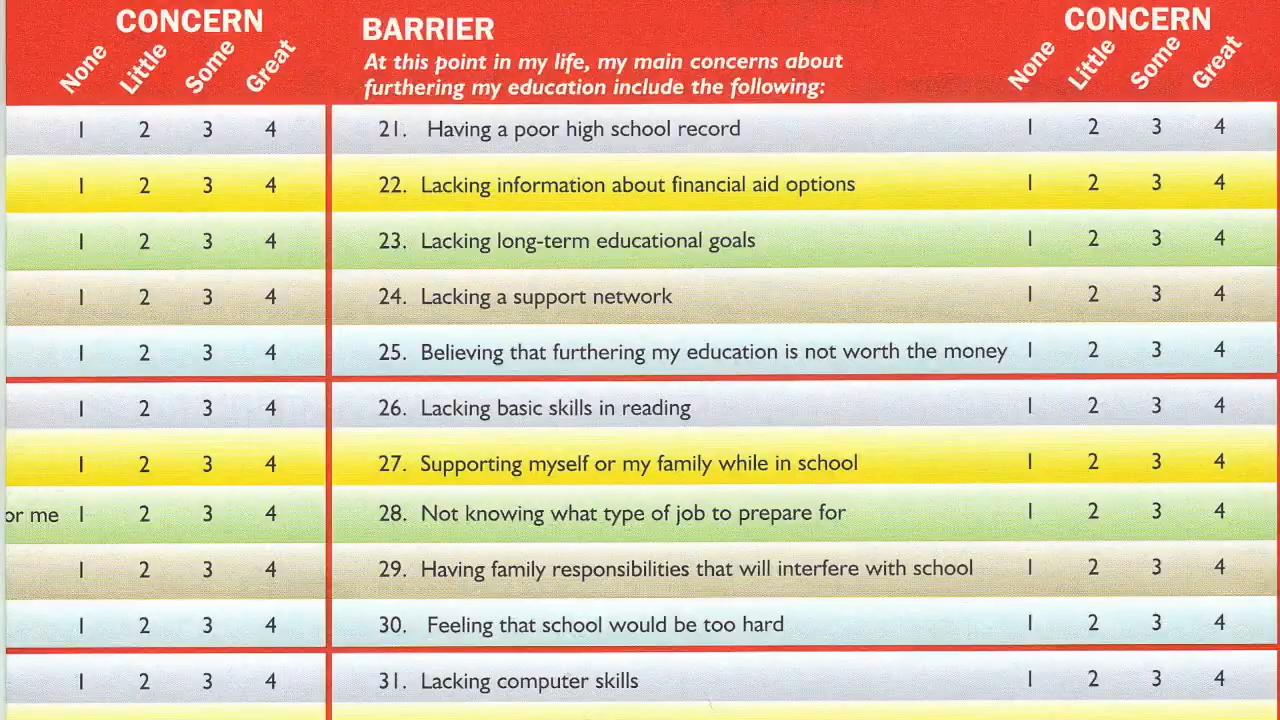 CONCERN
None Little Some Great
1 2 3 4
1 2 3 4
1 2 3 4
1 2 3 4
1 2 3 4
1 2 3 4
1 2 3 4
or me 1 2 3 4
1 2 3 4
1 2 3 4
1 2 3 4
BARRIER
At this point in my life, my main concerns about
furthering my education include the following:
CONCERN
None Little Some Great
21. Having a poor high school record 1 2 3 4
22. Lacking information about financial aid options 1 2 3 4
23. Lacking long-term educational goals 1 2 3 4
24. Lacking a support network 1 2 3 4
25. Believing that furthering my education is not worth the money 1 2 3 4
26. Lacking basic skills in reading 1 2 3 4
27. Supporting myself or my family while in school 1 2 3 4
28. Not knowing what type of job to prepare for 1 2 3 4
29. Having family responsibilities that will interfere with school 1 2 3 4
30. Feeling that school would be too hard 1 2 3 4
31. Lacking computer skills 1 2 3 4